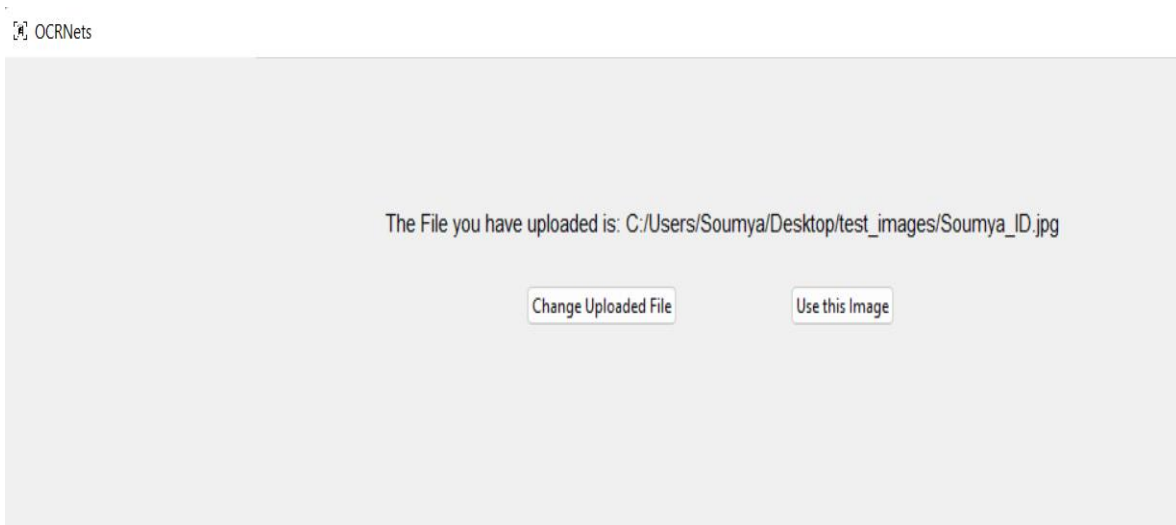 OCRNets
The File you have uploaded is: C:/Users/Soumya/Desktop/test_images/Soumya_ID.jpg
Change Uploaded File
Use this Image